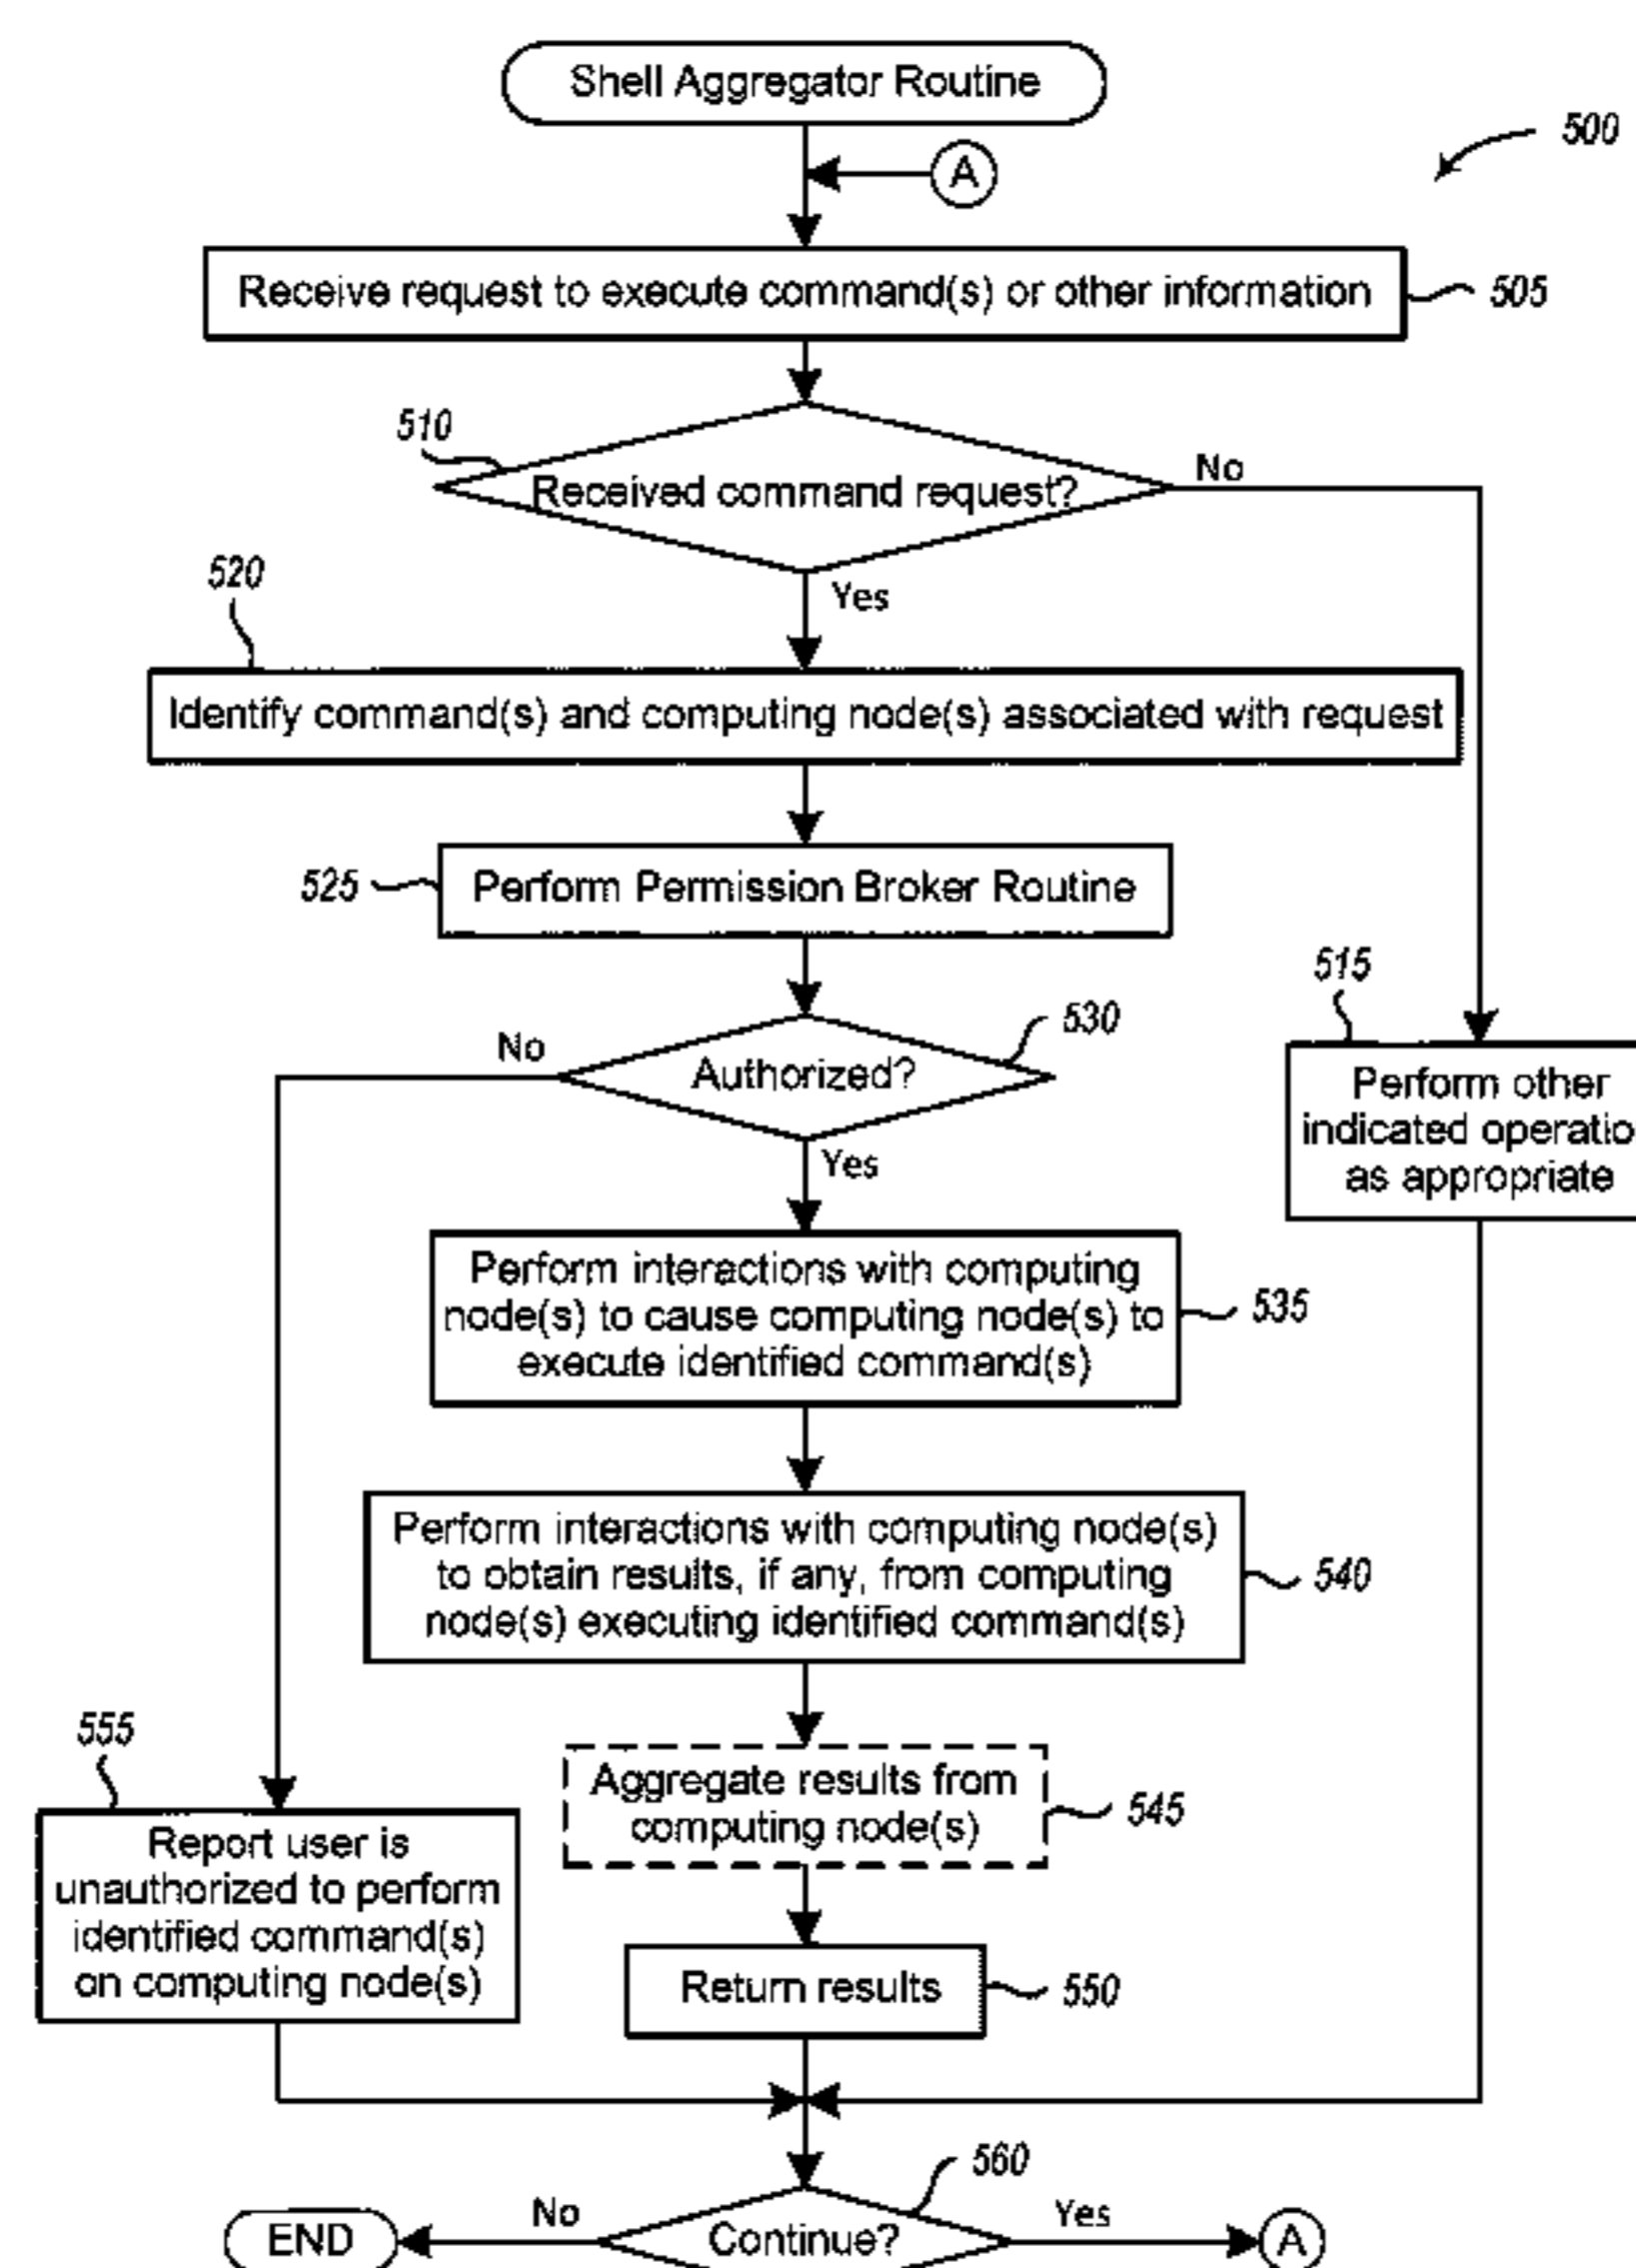 Shell Aggregator Routine
A
500
Receive request to execute command(s) or other information
505
510
Received command request?
No
Yes
520
Identify command(s) and computing node(s) associated with request
525
Perform Permission Broker Routine
530
No
Authorized?
Yes
515
Perform other
indicated operatio
as appropriate
Perform interactions with computing
node(s) to cause computing node(s) to
execute identified command(s)
535
Perform interactions with computing node(s)
to obtain results, if any, from computing
node(s) executing identified command(s)
540
Aggregate results from
computing node(s)
545
555
Report user is
unauthorized to perform
identified command(s)
on computing node(s)
Return results
550
560
Continue?
No
END
Yes
A